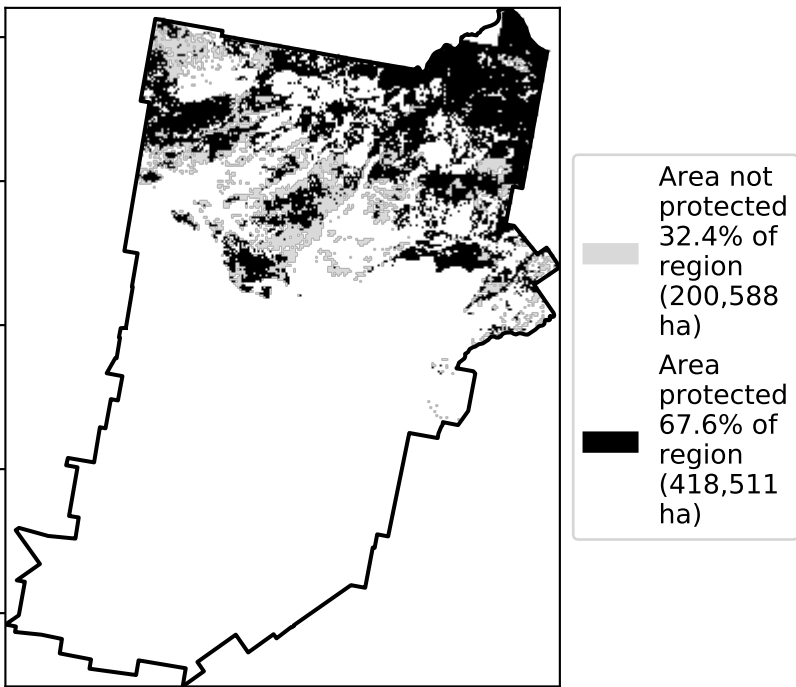 Area not
protected
32.4% of
region
(200,588
ha)
Area
protected
67.6% of
region
(418,511
ha)